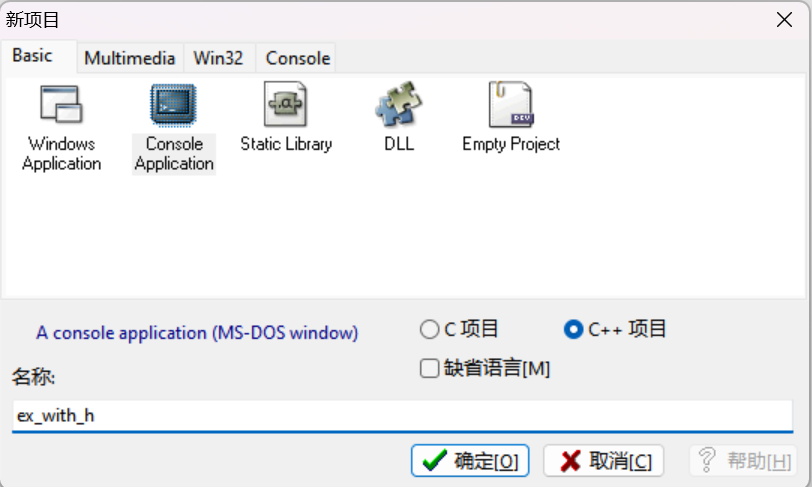 新项目
Basic Multimedia Win32 Console
Windows Application
Console Application
Static Library
DLL
Empty Project
A console application (MS-DOS window)
C 项目
C++ 项目
缺省语言[M]
名称:
ex_with_h
确定[O]
取消[C]
帮助[H]